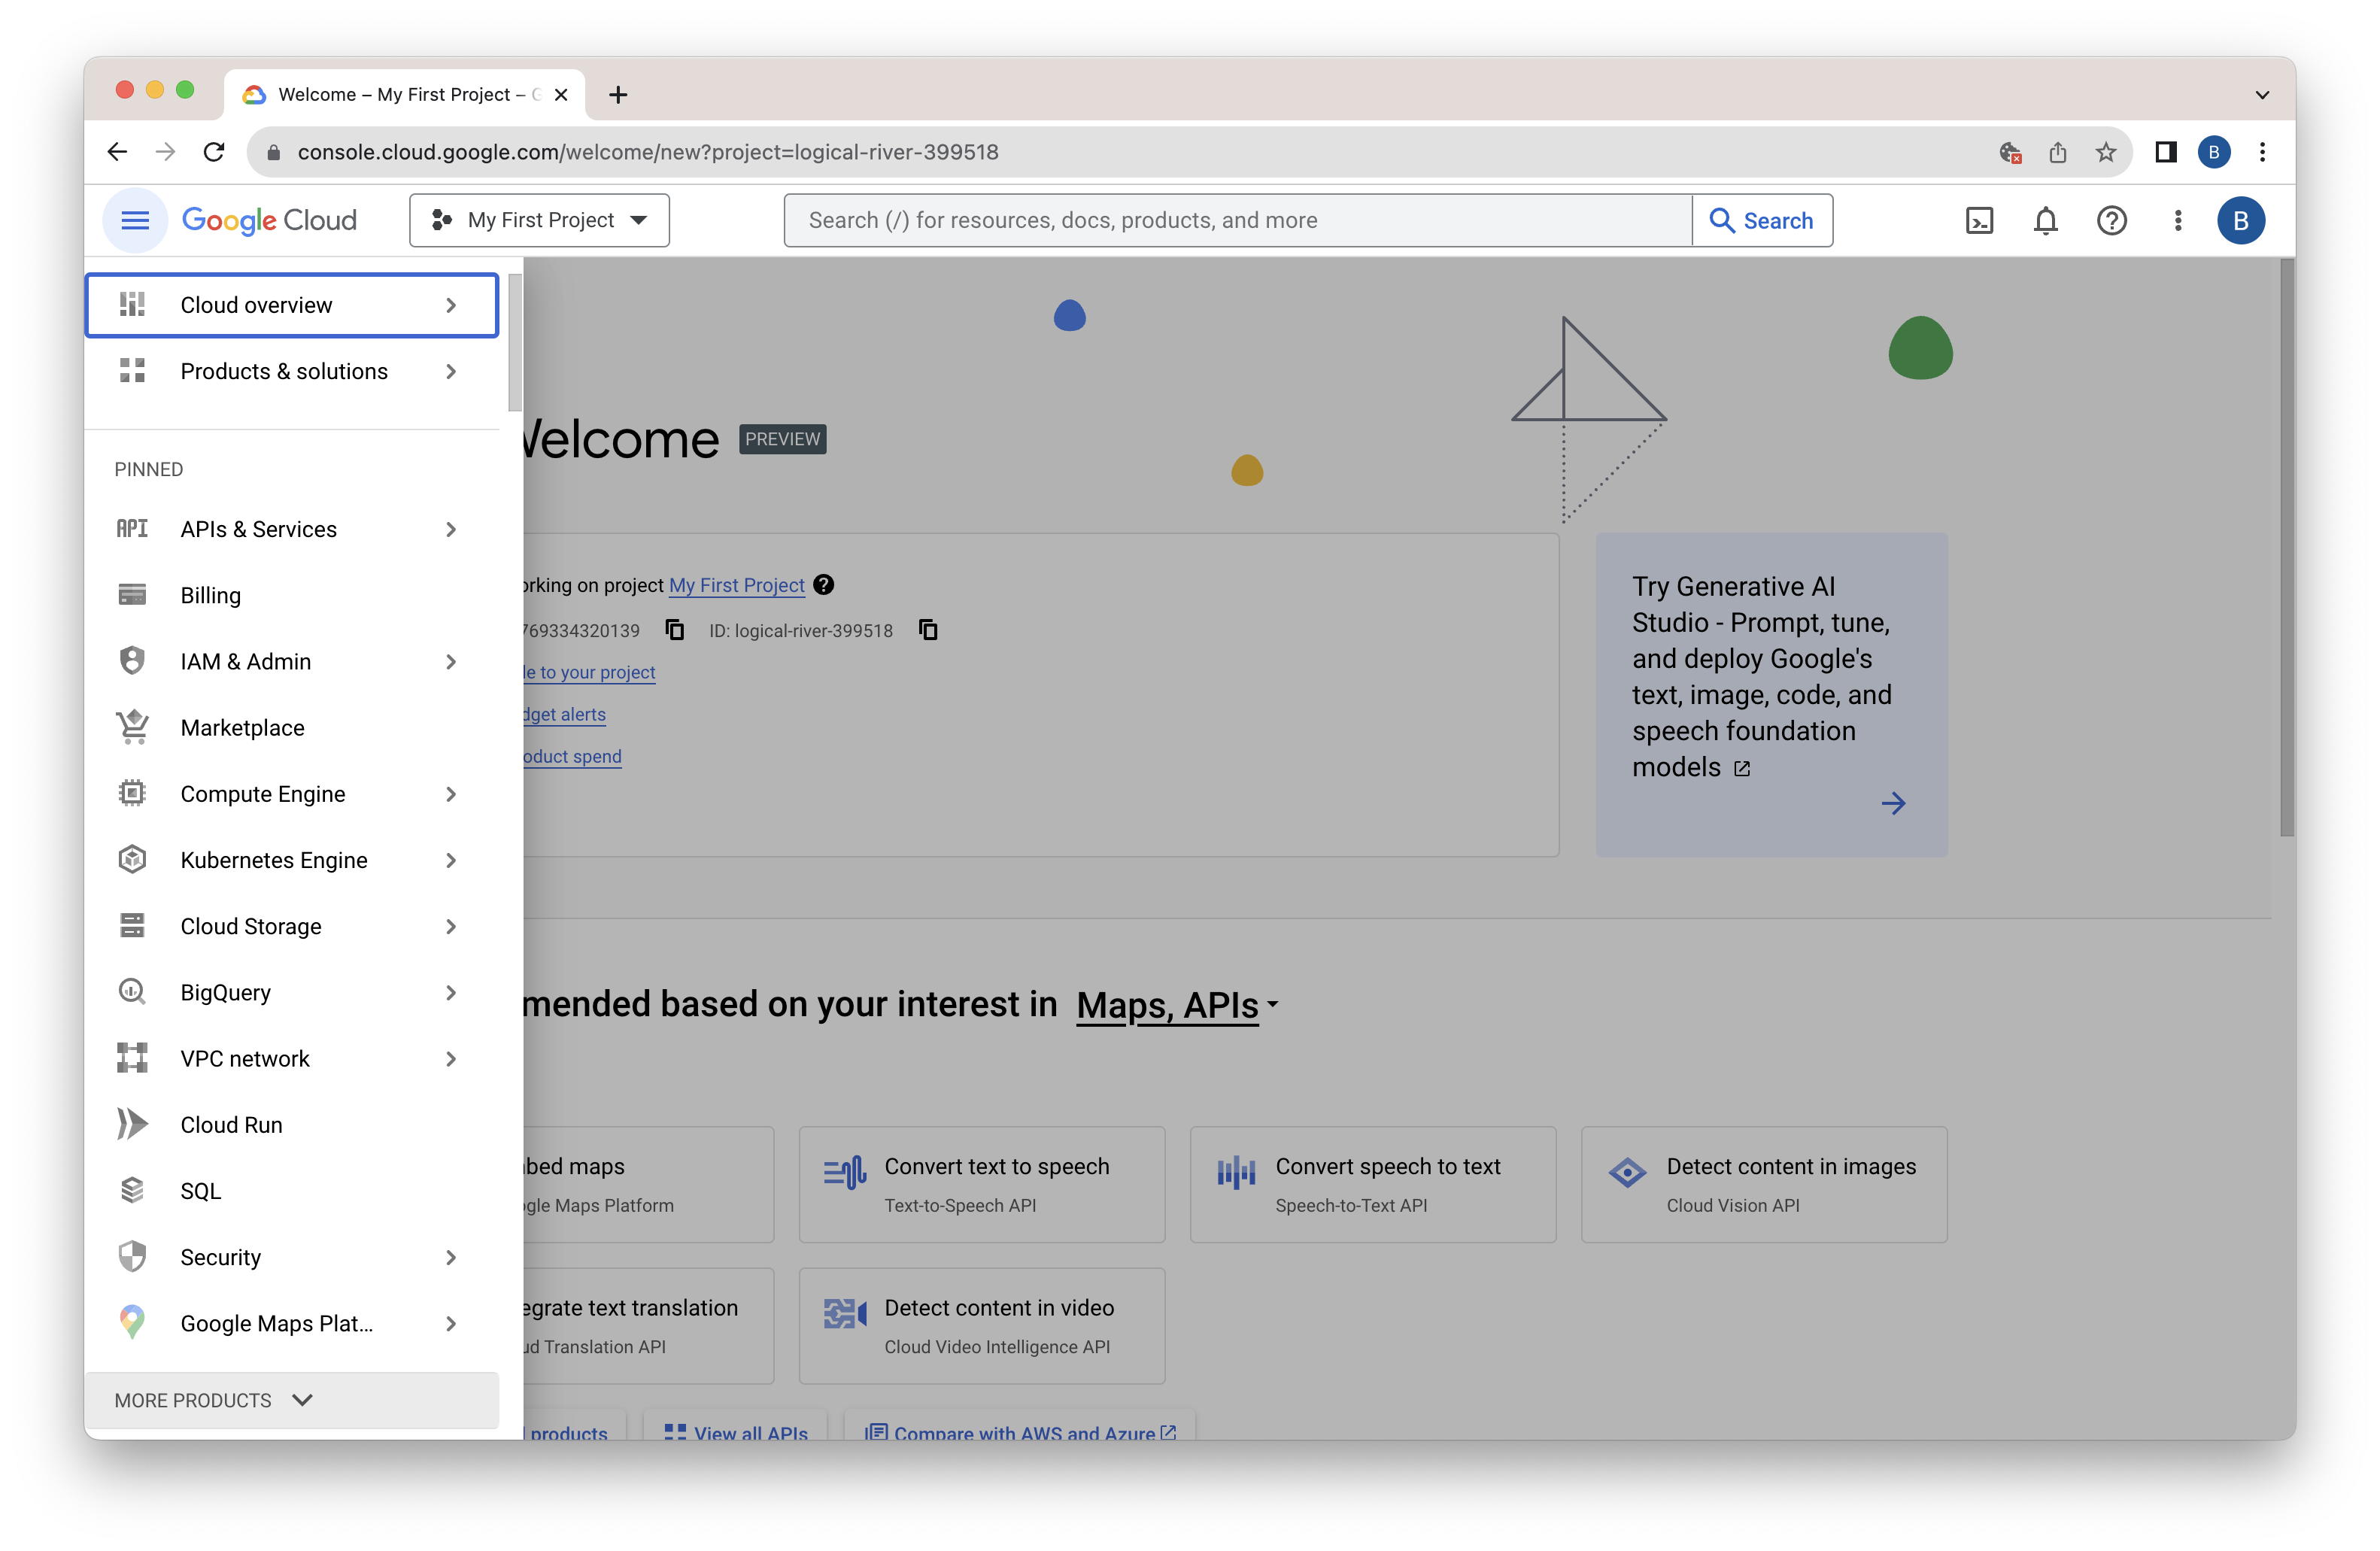 Welcome – My First Project –
console.cloud.google.com/welcome/new?project=logical-river-399518
B
Google Cloud
My First Project
Search (/) for resources, docs, products, and more
Search
B
Cloud overview
Products & solutions
PINNED
API APIs & Services
Billing
IAM & Admin
Marketplace
Compute Engine
Kubernetes Engine
Cloud Storage
BigQuery
VPC network
Cloud Run
SQL
Security
Google Maps Plat...
MORE PRODUCTS
Welcome
PREVIEW
orking on project My First Project
769334320139
ID: logical-river-399518
le to your project
dget alerts
oduct spend
Try Generative AI
Studio - Prompt, tune,
and deploy Google's
text, image, code, and
speech foundation
models
mended based on your interest in Maps, APIs
bed maps
gle Maps Platform
Convert text to speech
Text-to-Speech API
Convert speech to text
Speech-to-Text API
Detect content in images
Cloud Vision API
egrate text translation
ud Translation API
Detect content in video
Cloud Video Intelligence API
products
View all APIs
Compare with AWS and Azure